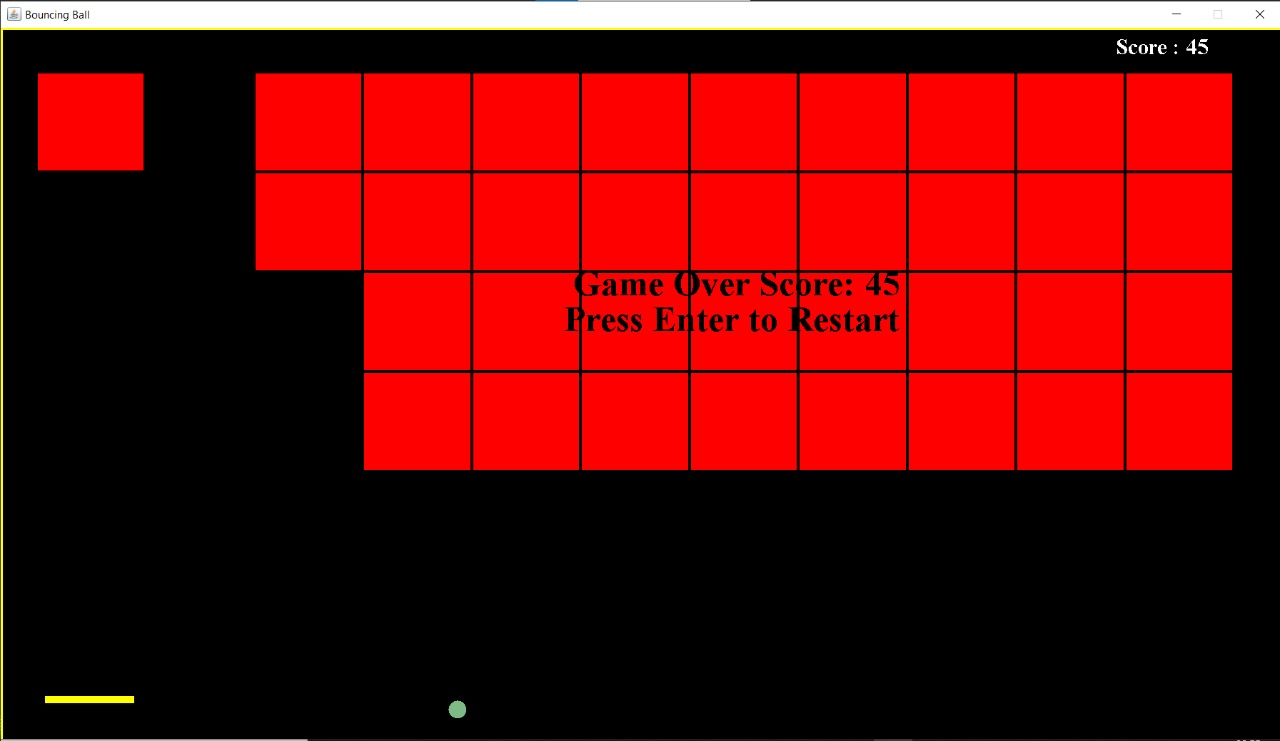 Bouncing Ball
Score : 45
Game Over Score: 45
Press Enter to Restart